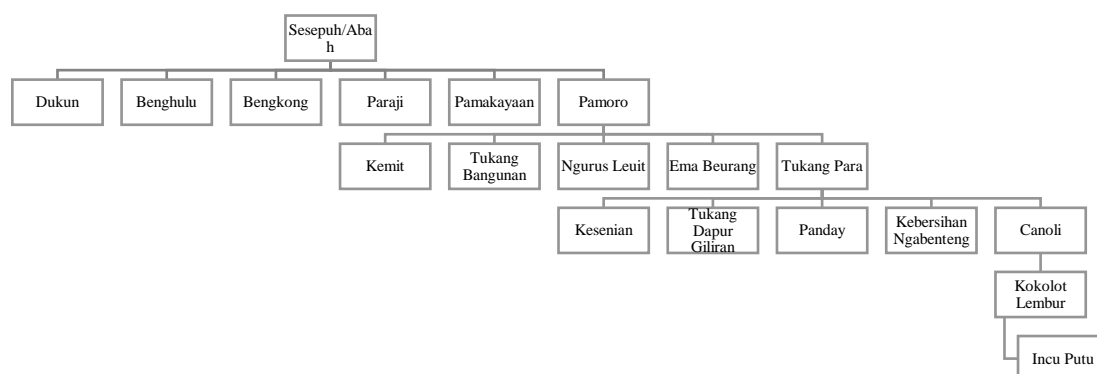 Sesepuh/Aba
h
Dukun
Benghulu
Bengkong
Paraji
Pamakayaan
Pamoro
Kemit
Tukang
Bangunan
Ngurus Leuit
Ema Beurang
Tukang Para
Kesenian
Tukang
Dapur
Giliran
Panday
Kebersihan
Ngabenteng
Canoli
Kokolot
Lembur
Incu Putu